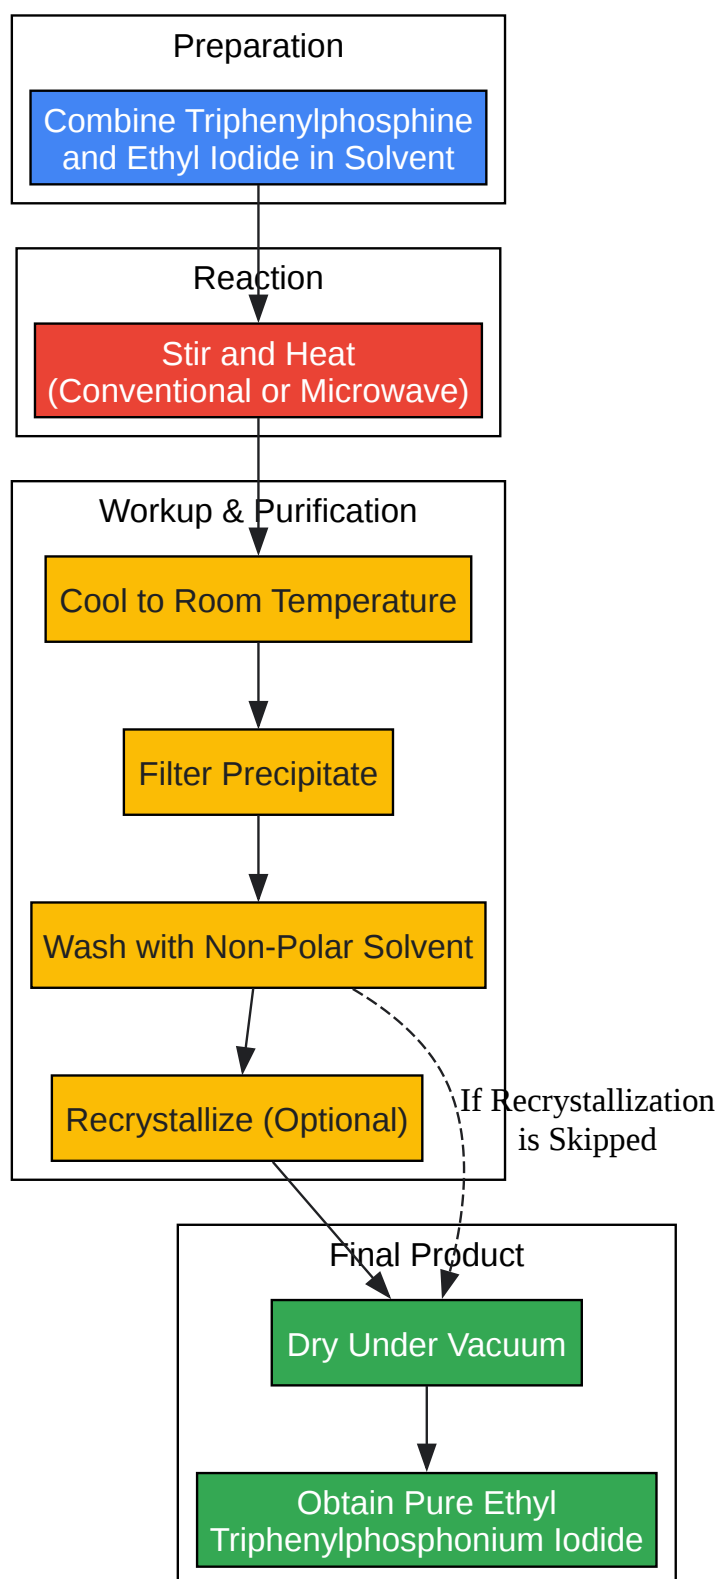 Preparation
Combine Triphenylphosphine
and Ethyl Iodide in Solvent
Reaction
Stir and Heat
(Conventional or Microwave)
Workup & Purification
Cool to Room Temperature
Filter Precipitate
Wash with Non-Polar Solvent
Recrystallize (Optional)
If Recrystallization
is Skipped
Final Product
Dry Under Vacuum
Obtain Pure Ethyl
Triphenylphosphonium Iodide